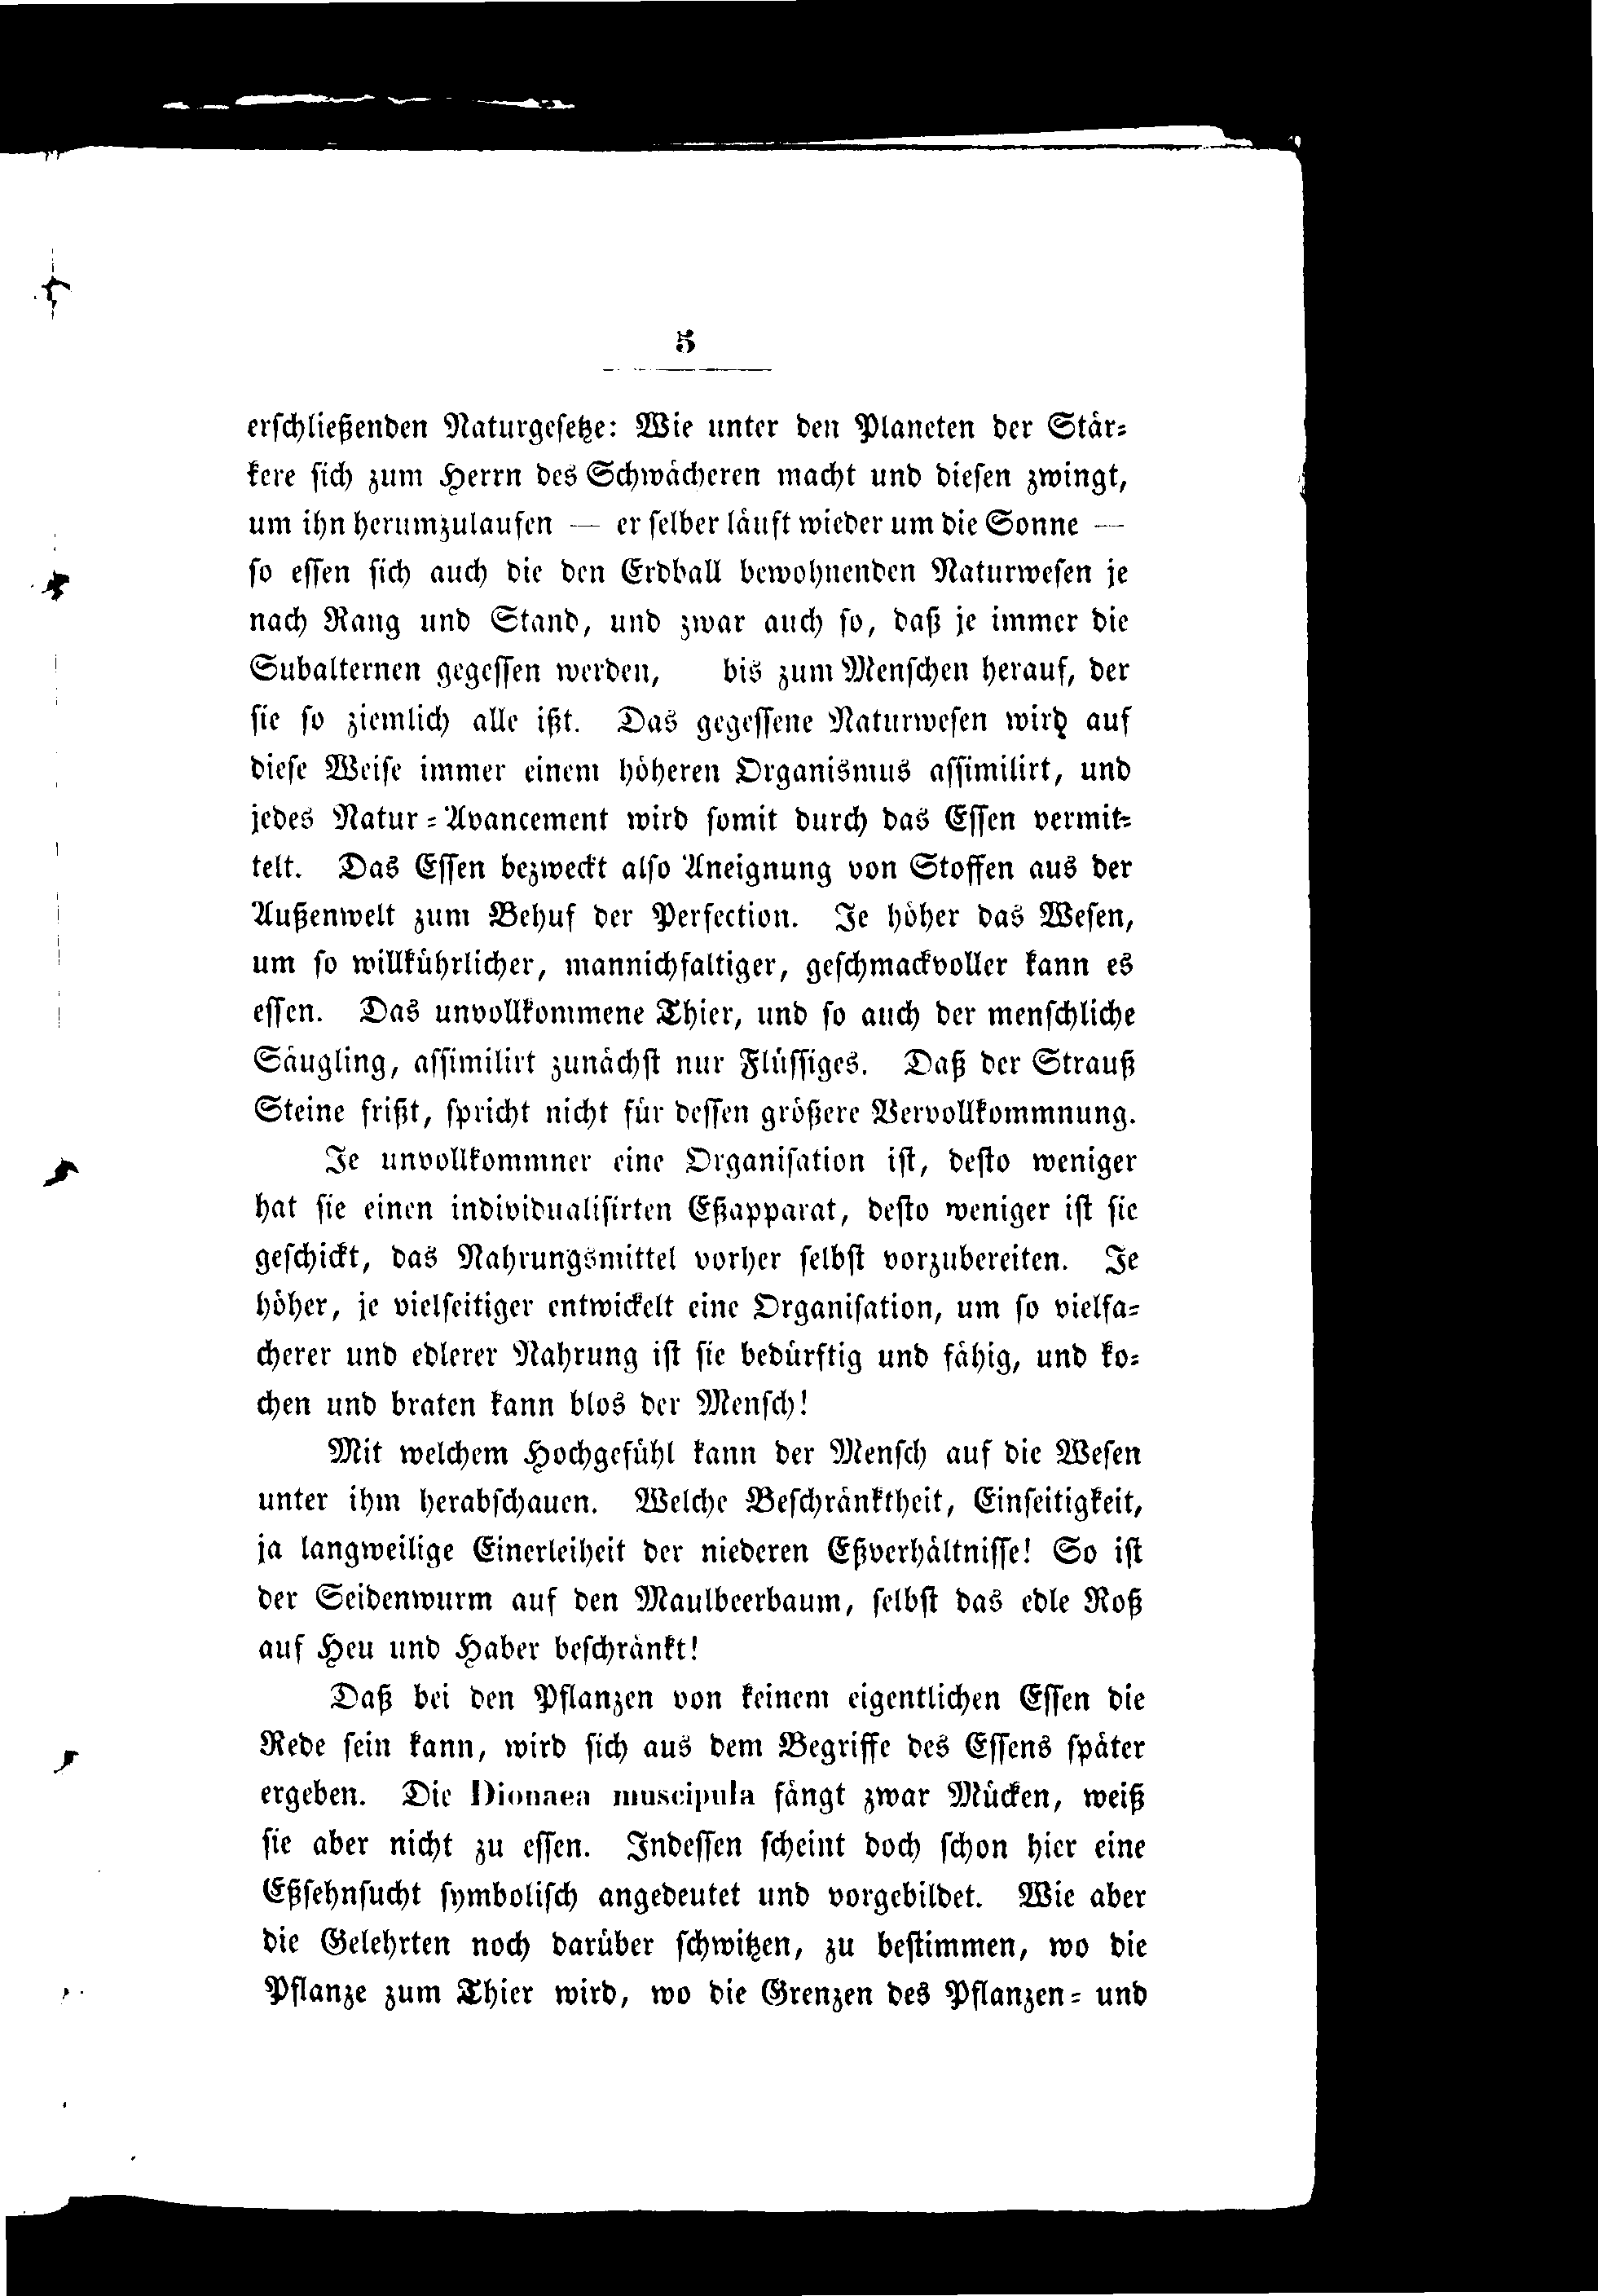 5
erschließenden Naturgesetze: Wie unter den Planeten der Stär-
kere sich zum Herrn des Schwächeren macht und diesen zwingt,
um ihn herumzulaufen — er selber läuft wieder um die Sonne —
so essen sich auch die den Erdball bewohnenden Naturwesen je
nach Rang und Stand, und zwar auch so, daß je immer die
Subalternen gegessen werden, bis zum Menschen herauf, der
sie so ziemlich alle ißt. Das gegessene Naturwesen wird auf
diese Weise immer einem höheren Organismus assimilirt, und
jedes Natur-Avancement wird somit durch das Essen vermit-
telt. Das Essen bezweckt also Aneignung von Stoffen aus der
Außenwelt zum Behuf der Perfection. Je höher das Wesen,
um so willkührlicher, mannichfaltiger, geschmackvoller kann es
essen. Das unvollkommene Thier, und so auch der menschliche
Säugling, assimilirt zunächst nur Flüssiges. Daß der Strauß
Steine frißt, spricht nicht für dessen größere Vervollkommnung.
Je unvollkommner eine Organisation ist, desto weniger
hat sie einen individualisirten Eßapparat, desto weniger ist sie
geschickt, das Nahrungsmittel vorher selbst vorzubereiten. Je
höher, je vielseitiger entwickelt eine Organisation, um so vielfa-
cherer und edlerer Nahrung ist sie bedürftig und fähig, und ko-
chen und braten kann blos der Mensch!
Mit welchem Hochgefühl kann der Mensch auf die Wesen
unter ihm herabschauen. Welche Beschränktheit, Einseitigkeit,
ja langweilige Einerleiheit der niederen Eßverhältnisse! So ist
der Seidenwurm auf den Maulbeerbaum, selbst das edle Roß
auf Heu und Haber beschränkt!
Daß bei den Pflanzen von keinem eigentlichen Essen die
Rede sein kann, wird sich aus dem Begriffe des Essens später
ergeben. Die Dionaea muscipula fängt zwar Mücken, weiß
sie aber nicht zu essen. Indessen scheint doch schon hier eine
Eßsehnsucht symbolisch angedeutet und vorgebildet. Wie aber
die Gelehrten noch darüber schwitzen, zu bestimmen, wo die
Pflanze zum Thier wird, wo die Grenzen des Pflanzen- und